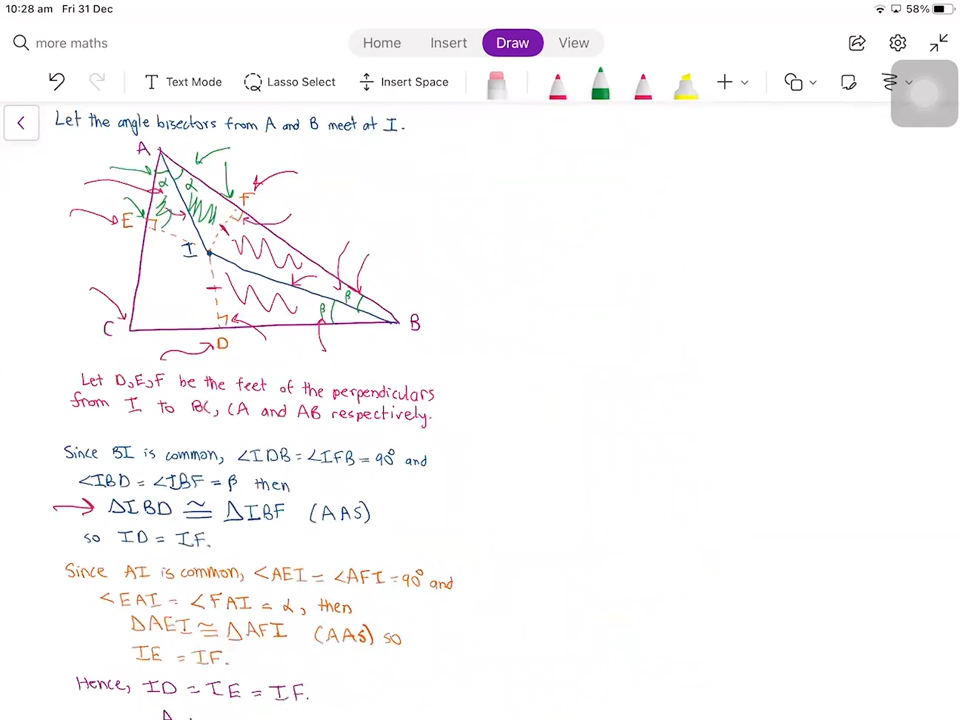 10:28 am Fri 31 Dec
58%
more maths
Home Insert Draw View
Text Mode Lasso Select Insert Space
Let the angle bisectors from A and B meet at I.
A
α α
F
E
I
β
β
C B
D
Let D,E,F be the feet of the perpendiculars
from I to BC, CA and AB respectively.
Since BI is common, ∠IDB = ∠IFB = 90° and
∠IBD = ∠IBF = β then
ΔIBD ≅ ΔIBF (AAS)
so ID = IF.
Since AI is common, ∠AEI = ∠AFI = 90° and
∠EAI = ∠FAI = α, then
ΔAEI ≅ ΔAFI (AAS) so
IE = IF.
Hence, ID = IE = IF.
A